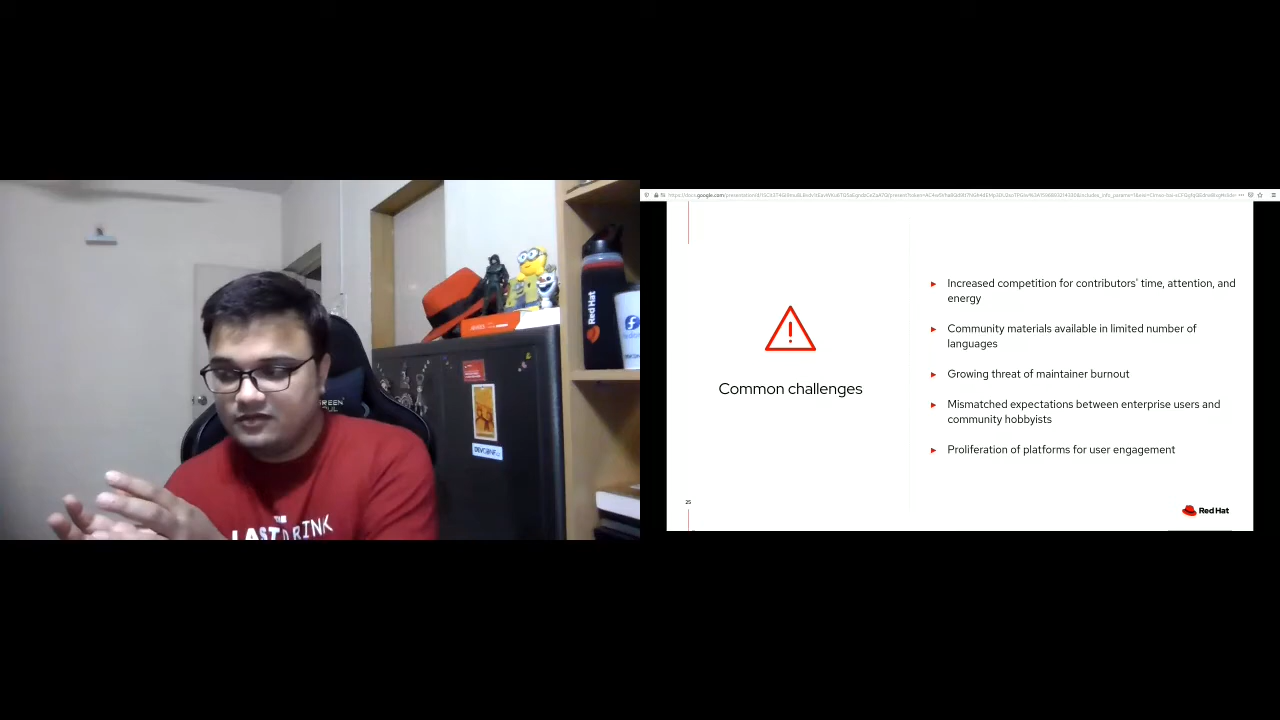 THE
LAST DRINK
Red Hat
Common challenges
Increased competition for contributors' time, attention, and
energy
Community materials available in limited number of
languages
Growing threat of maintainer burnout
Mismatched expectations between enterprise users and
community hobbyists
Proliferation of platforms for user engagement
25
Red Hat